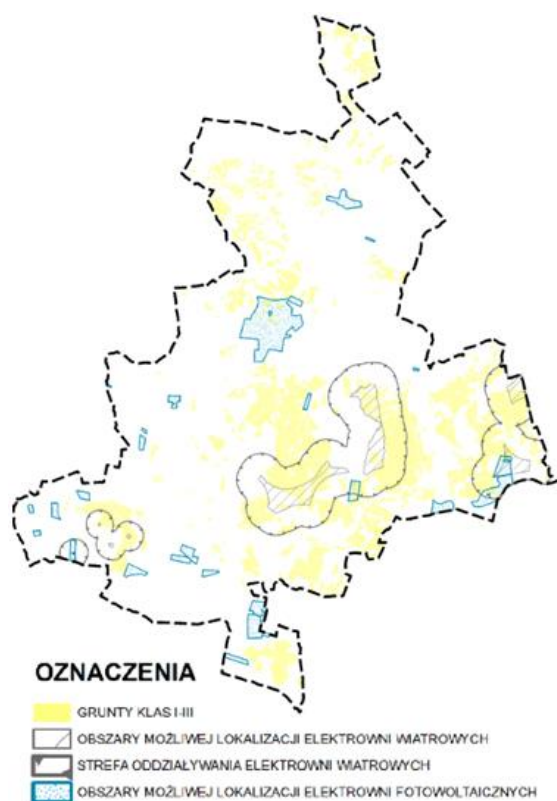 OZNACZENIA
GRUNTY KLAS I-III
OBSZARY MOŻLIWEJ LOKALIZACJI ELEKTROWNI WIATROWYCH
STREFA ODDZIAŁYWANIA ELEKTROWNI WIATROWYCH
OBSZARY MOŻLIWEJ LOKALIZACJI ELEKTROWNI FOTOWOLTAICZNYCH